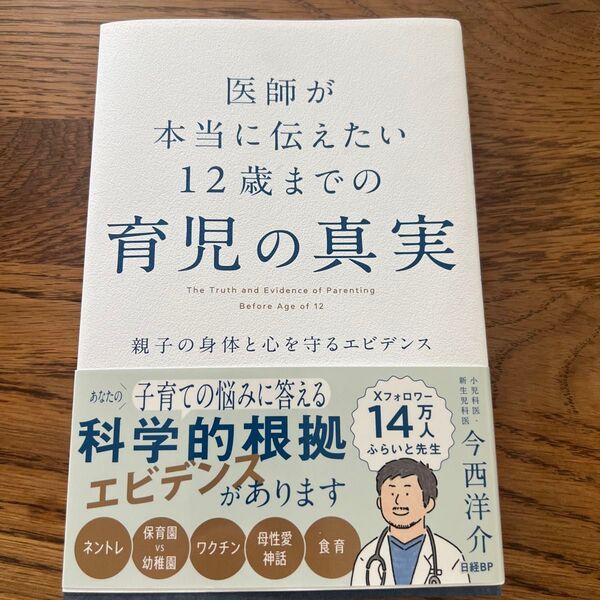 医師が
本当に伝えたい
12歳までの
育児の真実
The Truth and Evidence of Parenting
Before Age of 12
親子の身体と心を守るエビデンス
あなたの
子育ての悩みに答える
科学的根拠
エビデンス
があります
ネントレ
保育園
vs
幼稚園
ワクチン
母性愛
神話
食育
Xフォロワー
14万人
ふらいと先生
小児科医・
新生児科医
今西洋介
日経BP